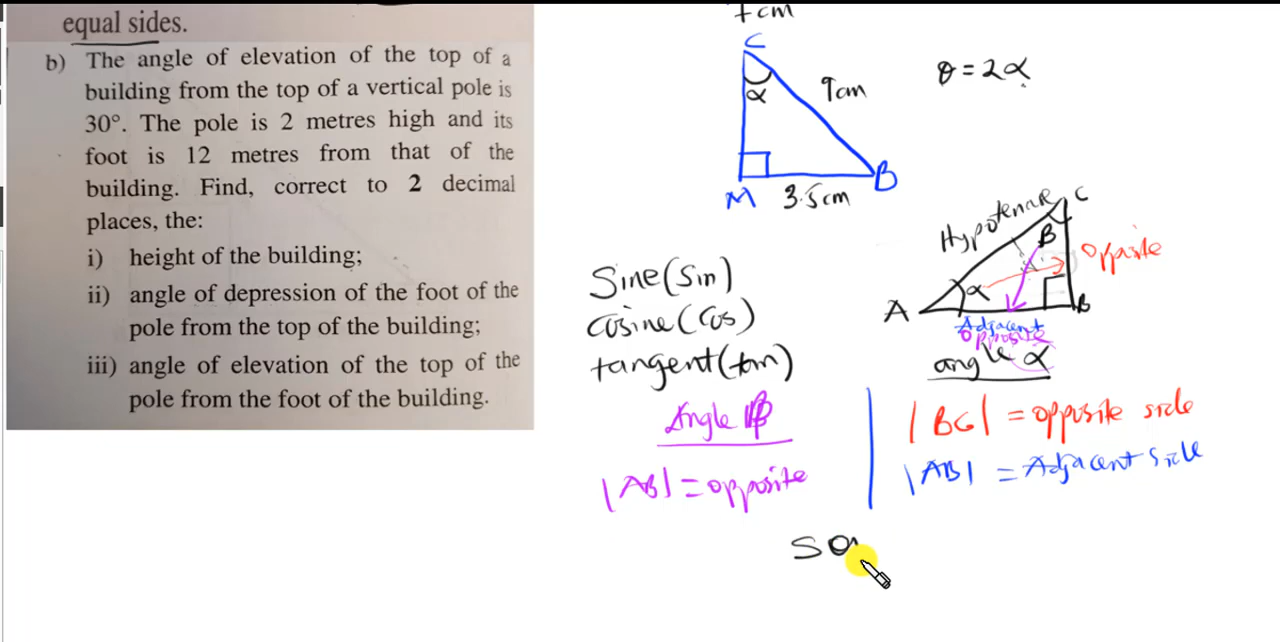 equal sides.
b) The angle of elevation of the top of a
building from the top of a vertical pole is
30°. The pole is 2 metres high and its
foot is 12 metres from that of the
building. Find, correct to 2 decimal
places, the:
i) height of the building;
ii) angle of depression of the foot of the
pole from the top of the building;
iii) angle of elevation of the top of the
pole from the foot of the building.
7cm
C
α
9cm
M
3.5cm
B
θ = 2α
Hypotenuse
C
β
Opposite
α
A
B
Adjacent
Opposite
angle α
Sine (Sin)
Cosine (Cos)
tangent (tan)
Angle β
|AB| = opposite
|BC| = opposite side
|AB| = Adjacent side
SO